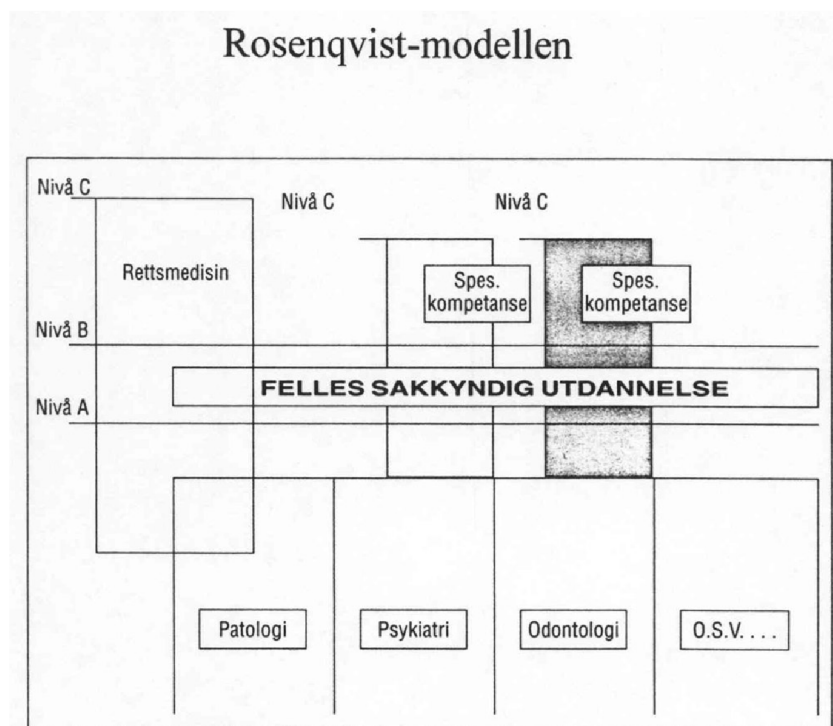 Rosenqvist-modellen
Nivå C
Nivå C
Nivå C
Rettsmedisin
Spes.
kompetanse
Spes.
kompetanse
Nivå B
FELLES SAKKYNDIG UTDANNELSE
Nivå A
Patologi
Psykiatri
Odontologi
O.S.V. . . .